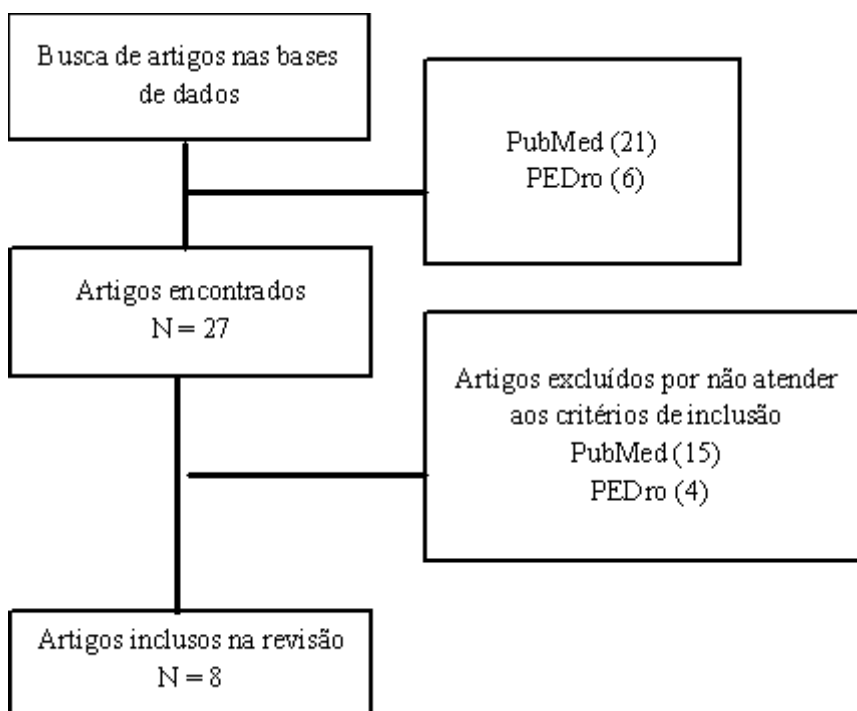 Busca de artigos nas bases
de dados
PubMed (21)
PEDro (6)
Artigos encontrados
N = 27
Artigos excluídos por não atender
aos critérios de inclusão
PubMed (15)
PEDro (4)
Artigos inclusos na revisão
N = 8